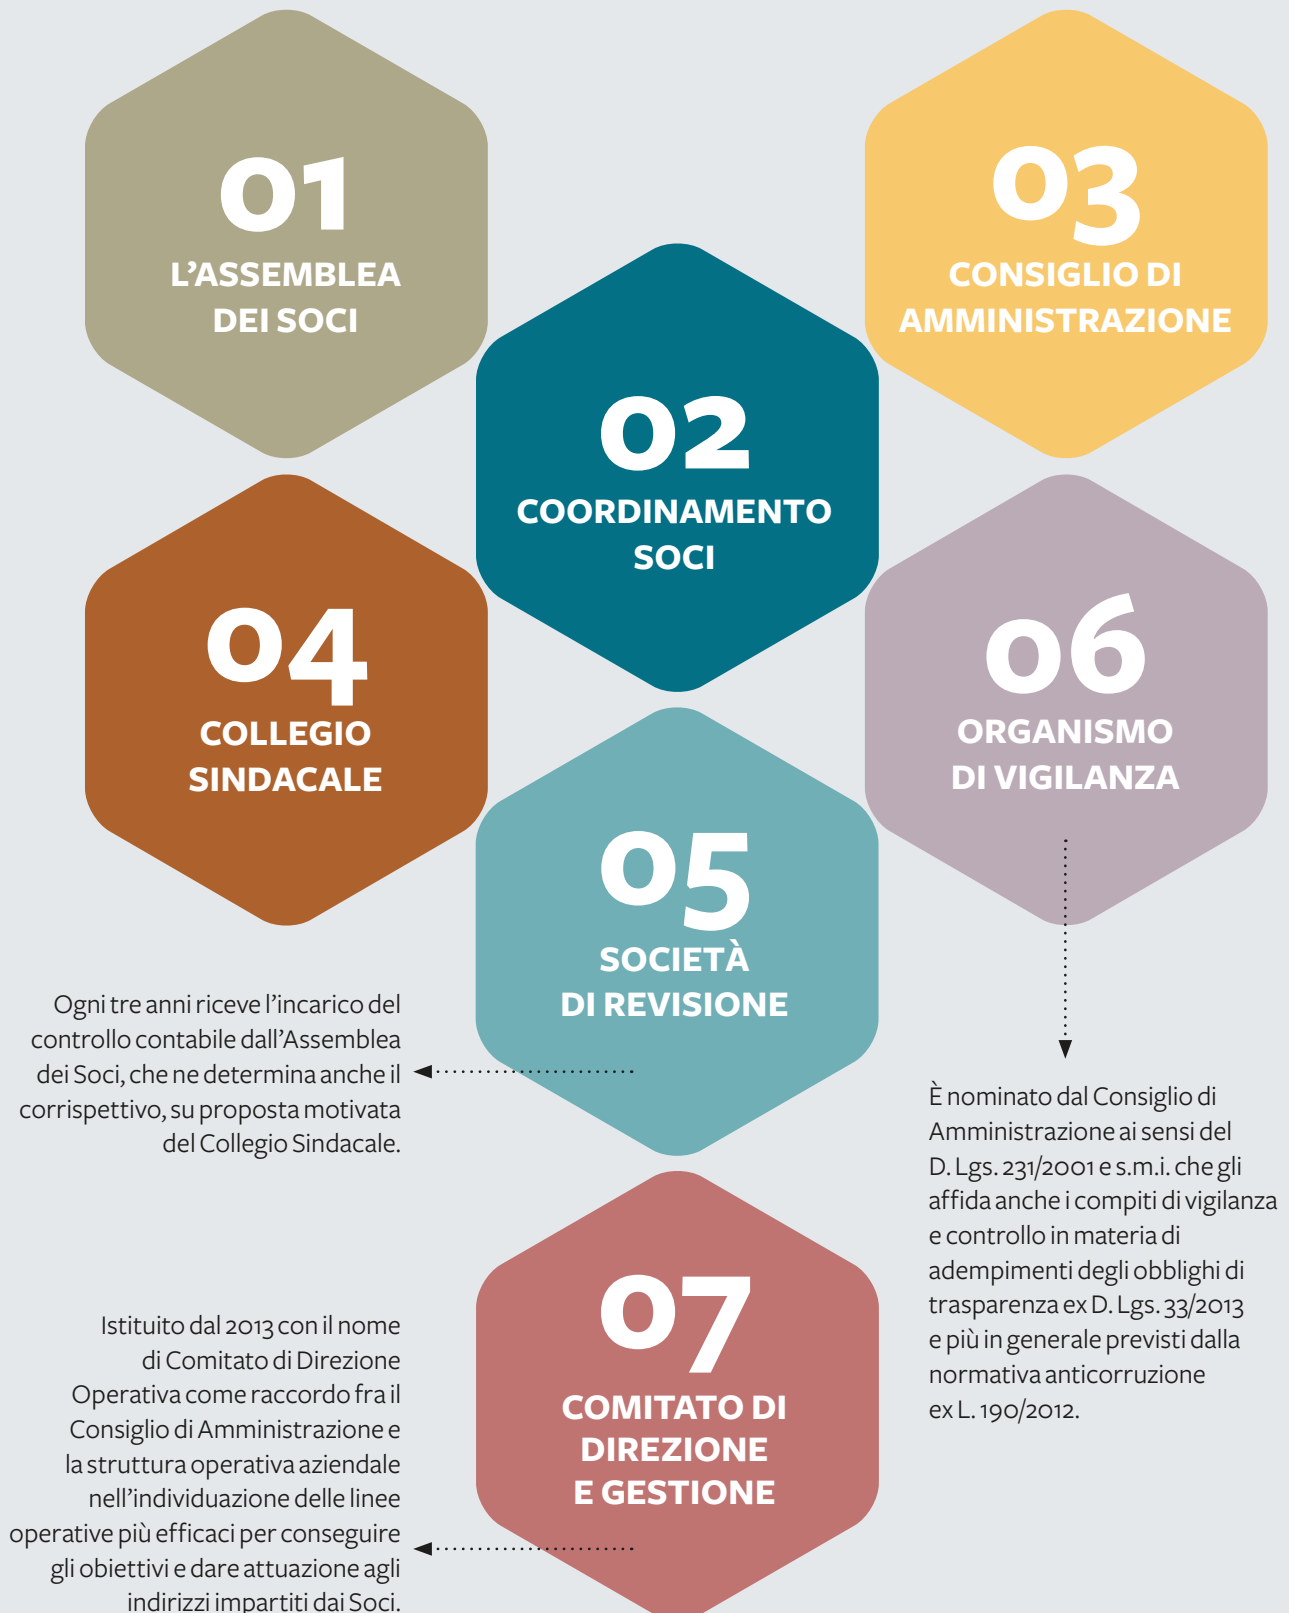 01
L'ASSEMBLEA
DEI SOCI
02
COORDINAMENTO
SOCI
03
CONSIGLIO DI
AMMINISTRAZIONE
04
COLLEGIO
SINDACALE
05
SOCIETÀ
DI REVISIONE
Ogni tre anni riceve l'incarico del
controllo contabile dall'Assemblea
dei Soci, che ne determina anche il
corrispettivo, su proposta motivata
del Collegio Sindacale.
06
ORGANISMO
DI VIGILANZA
È nominato dal Consiglio di
Amministrazione ai sensi del
D. Lgs. 231/2001 e s.m.i. che gli
affida anche i compiti di vigilanza
e controllo in materia di
adempimenti degli obblighi di
trasparenza ex D. Lgs. 33/2013
e più in generale previsti dalla
normativa anticorruzione
ex L. 190/2012.
07
COMITATO DI
DIREZIONE
E GESTIONE
Istituito dal 2013 con il nome
di Comitato di Direzione
Operativa come raccordo fra il
Consiglio di Amministrazione e
la struttura operativa aziendale
nell'individuazione delle linee
operative più efficaci per conseguire
gli obiettivi e dare attuazione agli
indirizzi impartiti dai Soci.